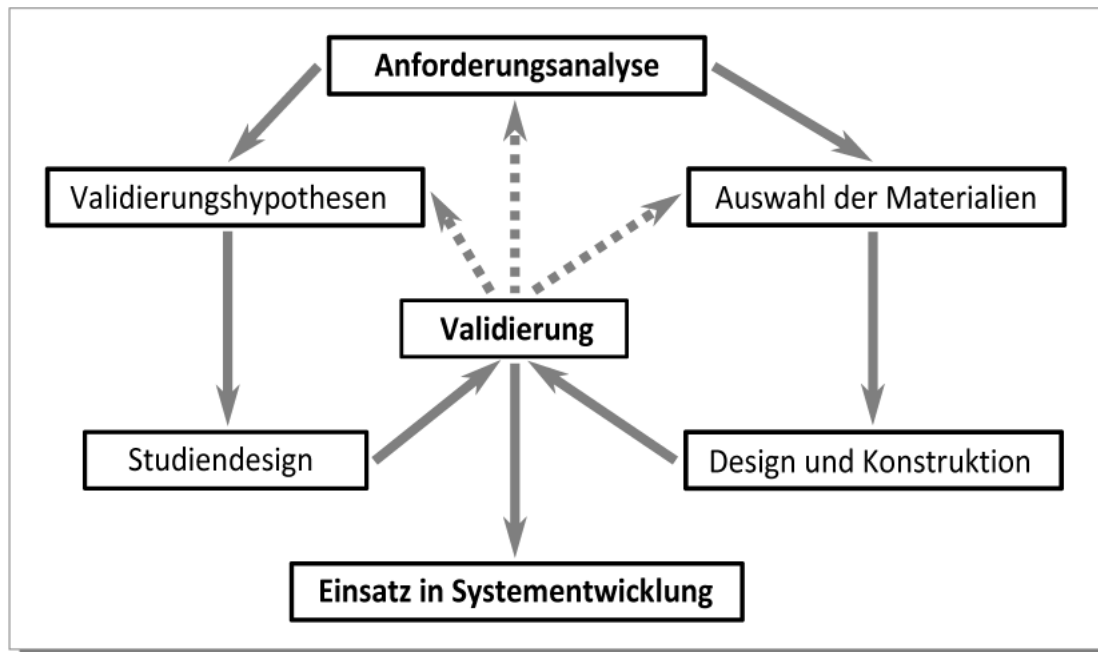 Anforderungsanalyse
Validierungshypothesen
Auswahl der Materialien
Validierung
Studiendesign
Design und Konstruktion
Einsatz in Systementwicklung